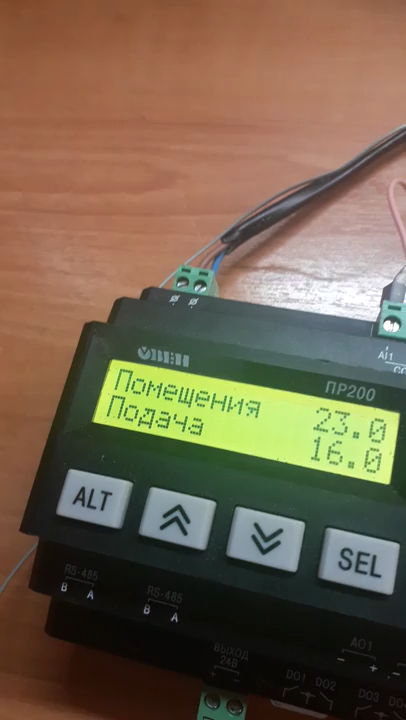 AI1
ОВЕН
ПР200
Помещения 23.0
Подача 16.0
ALT
SEL
RS-485
B A
RS-485
B A
ВЫХОД
24В
- +
AO1
- +
DO1 DO2
DO3